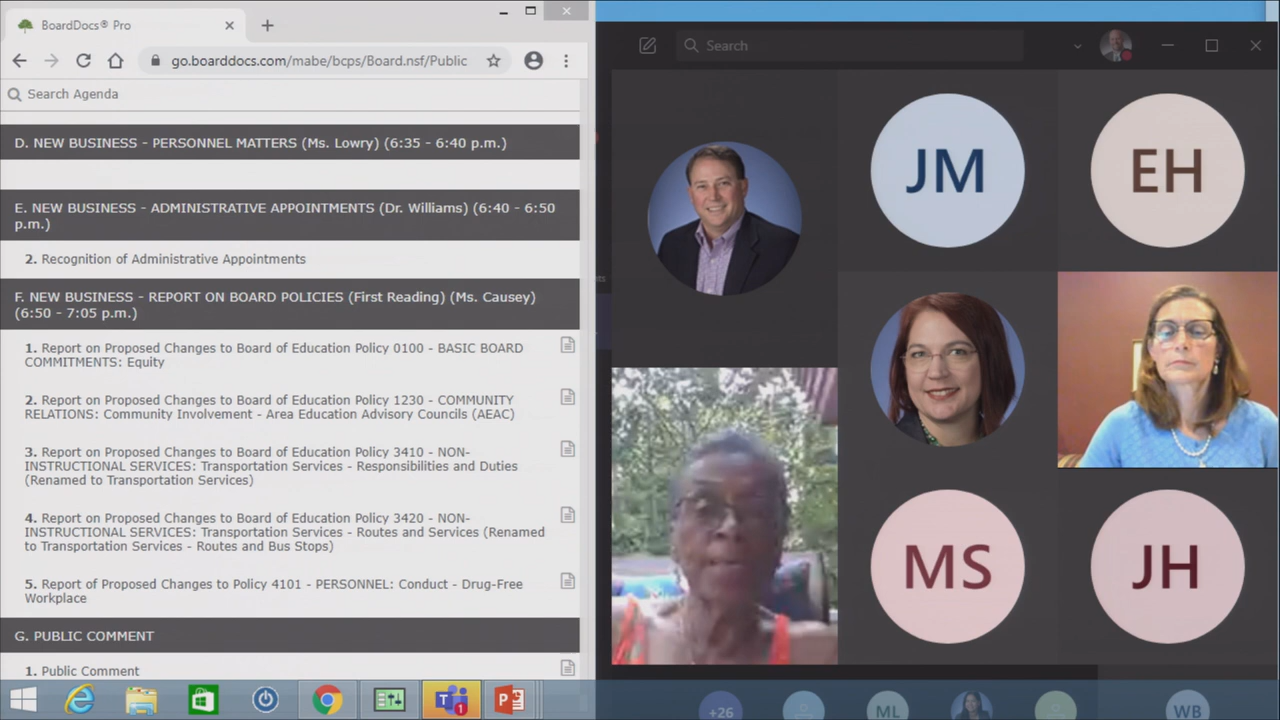 BoardDocs® Pro
go.boarddocs.com/mabe/bcps/Board.nsf/Public
Search Agenda
D. NEW BUSINESS - PERSONNEL MATTERS (Ms. Lowry) (6:35 - 6:40 p.m.)
E. NEW BUSINESS - ADMINISTRATIVE APPOINTMENTS (Dr. Williams) (6:40 - 6:50
p.m.)
2. Recognition of Administrative Appointments
F. NEW BUSINESS - REPORT ON BOARD POLICIES (First Reading) (Ms. Causey)
(6:50 - 7:05 p.m.)
1. Report on Proposed Changes to Board of Education Policy 0100 - BASIC BOARD
COMMITMENTS: Equity
2. Report on Proposed Changes to Board of Education Policy 1230 - COMMUNITY
RELATIONS: Community Involvement - Area Education Advisory Councils (AEAC)
3. Report on Proposed Changes to Board of Education Policy 3410 - NON-
INSTRUCTIONAL SERVICES: Transportation Services - Responsibilities and Duties
(Renamed to Transportation Services)
4. Report on Proposed Changes to Board of Education Policy 3420 - NON-
INSTRUCTIONAL SERVICES: Transportation Services - Routes and Services (Renamed
to Transportation Services - Routes and Bus Stops)
5. Report of Proposed Changes to Policy 4101 - PERSONNEL: Conduct - Drug-Free
Workplace
G. PUBLIC COMMENT
1. Public Comment
Search
JM
EH
MS
JH
+26
ML
WB
1